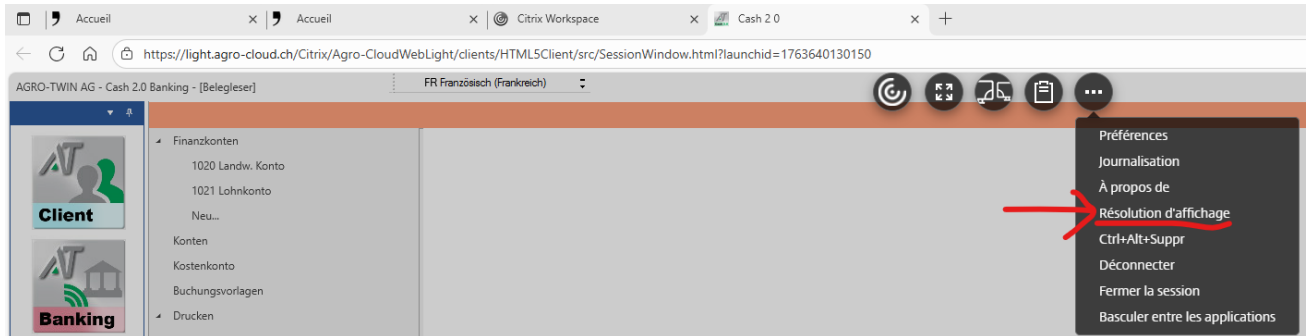 Accueil
Accueil
Citrix Workspace
Cash 2 0
https://light.agro-cloud.ch/Citrix/Agro-CloudWebLight/clients/HTML5Client/src/SessionWindow.html?launchid=1763640130150
AGRO-TWIN AG - Cash 2.0 Banking - [Belegleser]
FR Französisch (Frankreich)
Préférences
Journalisation
À propos de
Résolution d'affichage
Ctrl+Alt+Suppr
Déconnecter
Fermer la session
Basculer entre les applications
AT
Client
AT
Banking
Finanzkonten
1020 Landw. Konto
1021 Lohnkonto
Neu...
Konten
Kostenkonto
Buchungsvorlagen
Drucken